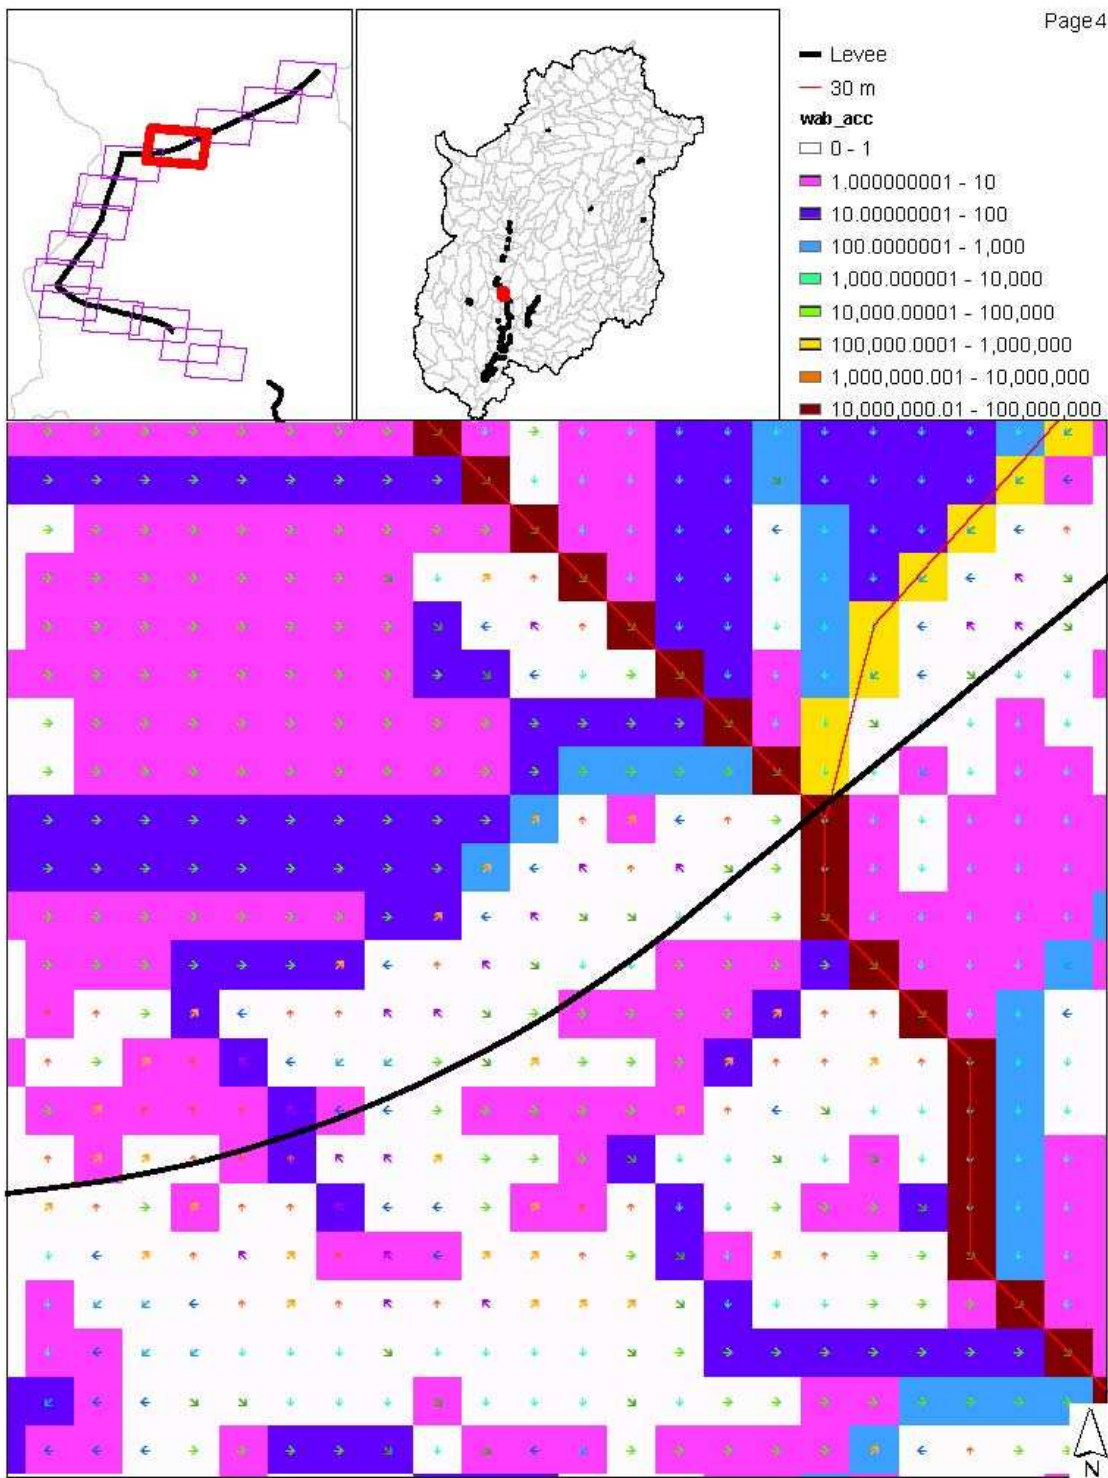 Page 4
Levee
30 m
wab_acc
0 - 1
1.000000001 - 10
10.00000001 - 100
100.0000001 - 1,000
1,000.000001 - 10,000
10,000.00001 - 100,000
100,000.0001 - 1,000,000
1,000,000.001 - 10,000,000
10,000,000.01 - 100,000,000
N